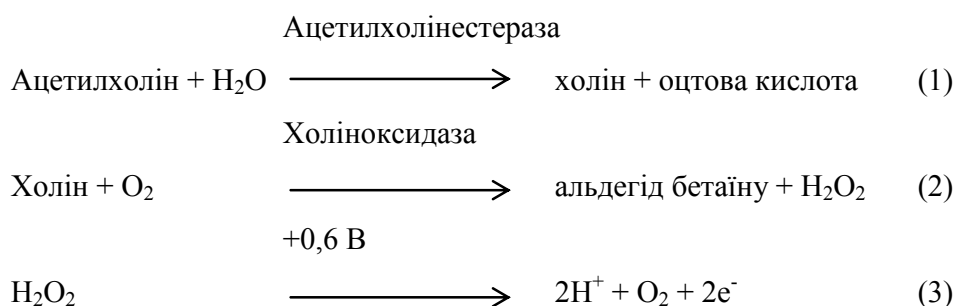 Ацетилхолінестераза
Ацетилхолін + H₂O ⟶ холін + оцтова кислота (1)
Холіноксидаза
Холін + O₂ ⟶ альдегід бетаїну + H₂O₂ (2)
+0,6 В
H₂O₂ ⟶ 2H⁺ + O₂ + 2e⁻ (3)